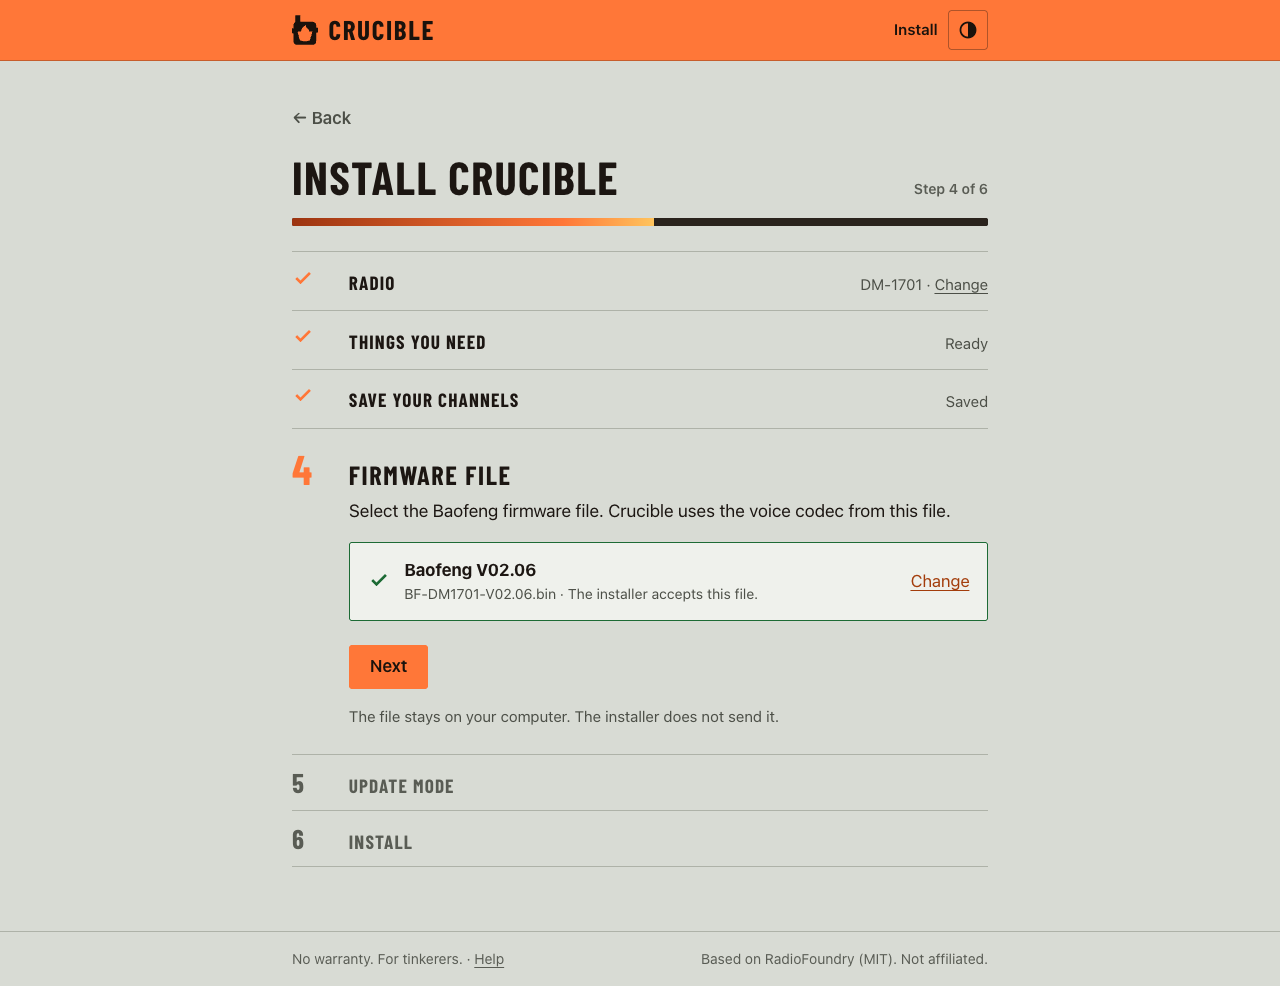 CRUCIBLE
Install
← Back
INSTALL CRUCIBLE
Step 4 of 6
RADIO
DM-1701 · Change
THINGS YOU NEED
Ready
SAVE YOUR CHANNELS
Saved
4
FIRMWARE FILE
Select the Baofeng firmware file. Crucible uses the voice codec from this file.
Baofeng V02.06
BF-DM1701-V02.06.bin · The installer accepts this file.
Change
Next
The file stays on your computer. The installer does not send it.
5
UPDATE MODE
6
INSTALL
No warranty. For tinkerers. · Help
Based on RadioFoundry (MIT). Not affiliated.